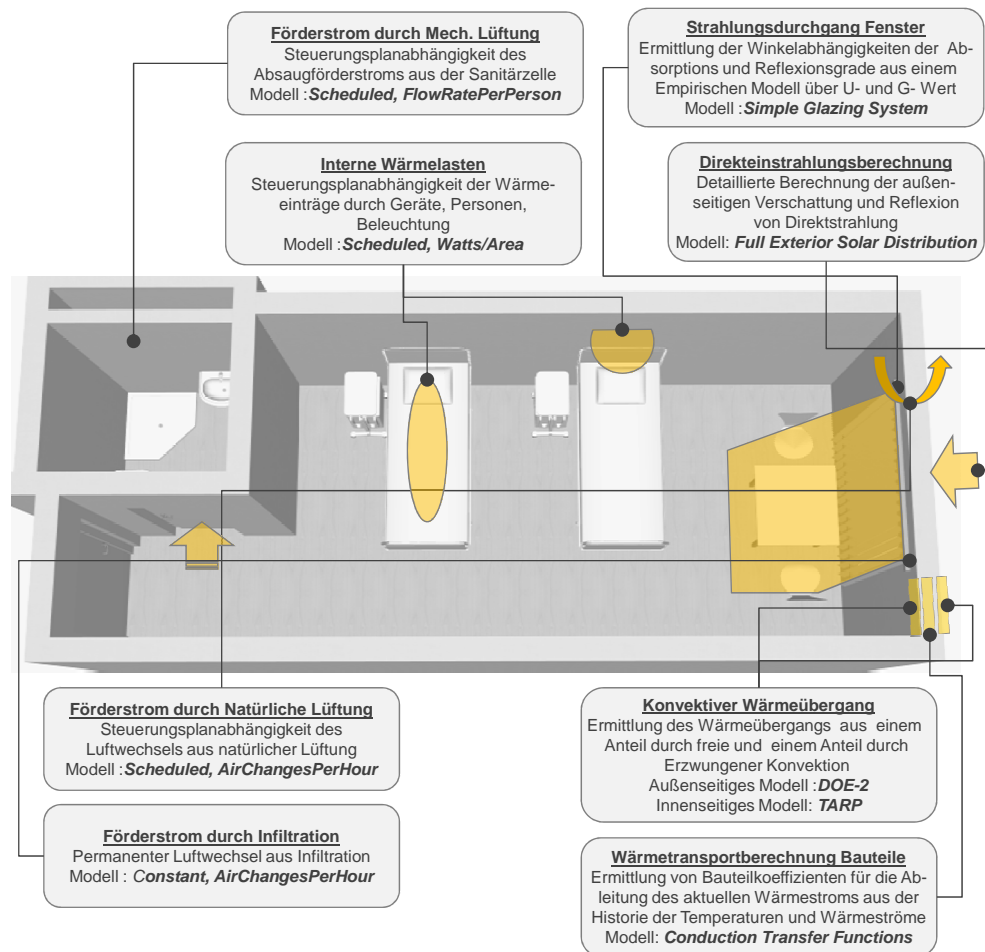 Förderstrom durch Mech. Lüftung
Steuerungsplanabhängigkeit des
Absaugförderstroms aus der Sanitärzelle
Modell :Scheduled, FlowRatePerPerson
Strahlungsdurchgang Fenster
Ermittlung der Winkelabhängigkeiten der Ab-
sorptions und Reflexionsgrade aus einem
Empirischen Modell über U- und G- Wert
Modell :Simple Glazing System
Interne Wärmelasten
Steuerungsplanabhängigkeit der Wärme-
einträge durch Geräte, Personen,
Beleuchtung
Modell :Scheduled, Watts/Area
Direkteinstrahlungsberechnung
Detaillierte Berechnung der außen-
seitigen Verschattung und Reflexion
von Direktstrahlung
Modell: Full Exterior Solar Distribution
Förderstrom durch Natürliche Lüftung
Steuerungsplanabhängigkeit des
Luftwechsels aus natürlicher Lüftung
Modell :Scheduled, AirChangesPerHour
Konvektiver Wärmeübergang
Ermittlung des Wärmeübergangs aus einem
Anteil durch freie und einem Anteil durch
Erzwungener Konvektion
Außenseitiges Modell :DOE-2
Innenseitiges Modell: TARP
Förderstrom durch Infiltration
Permanenter Luftwechsel aus Infiltration
Modell : Constant, AirChangesPerHour
Wärmetransportberechnung Bauteile
Ermittlung von Bauteilkoeffizienten für die Ab-
leitung des aktuellen Wärmestroms aus der
Historie der Temperaturen und Wärmeströme
Modell: Conduction Transfer Functions